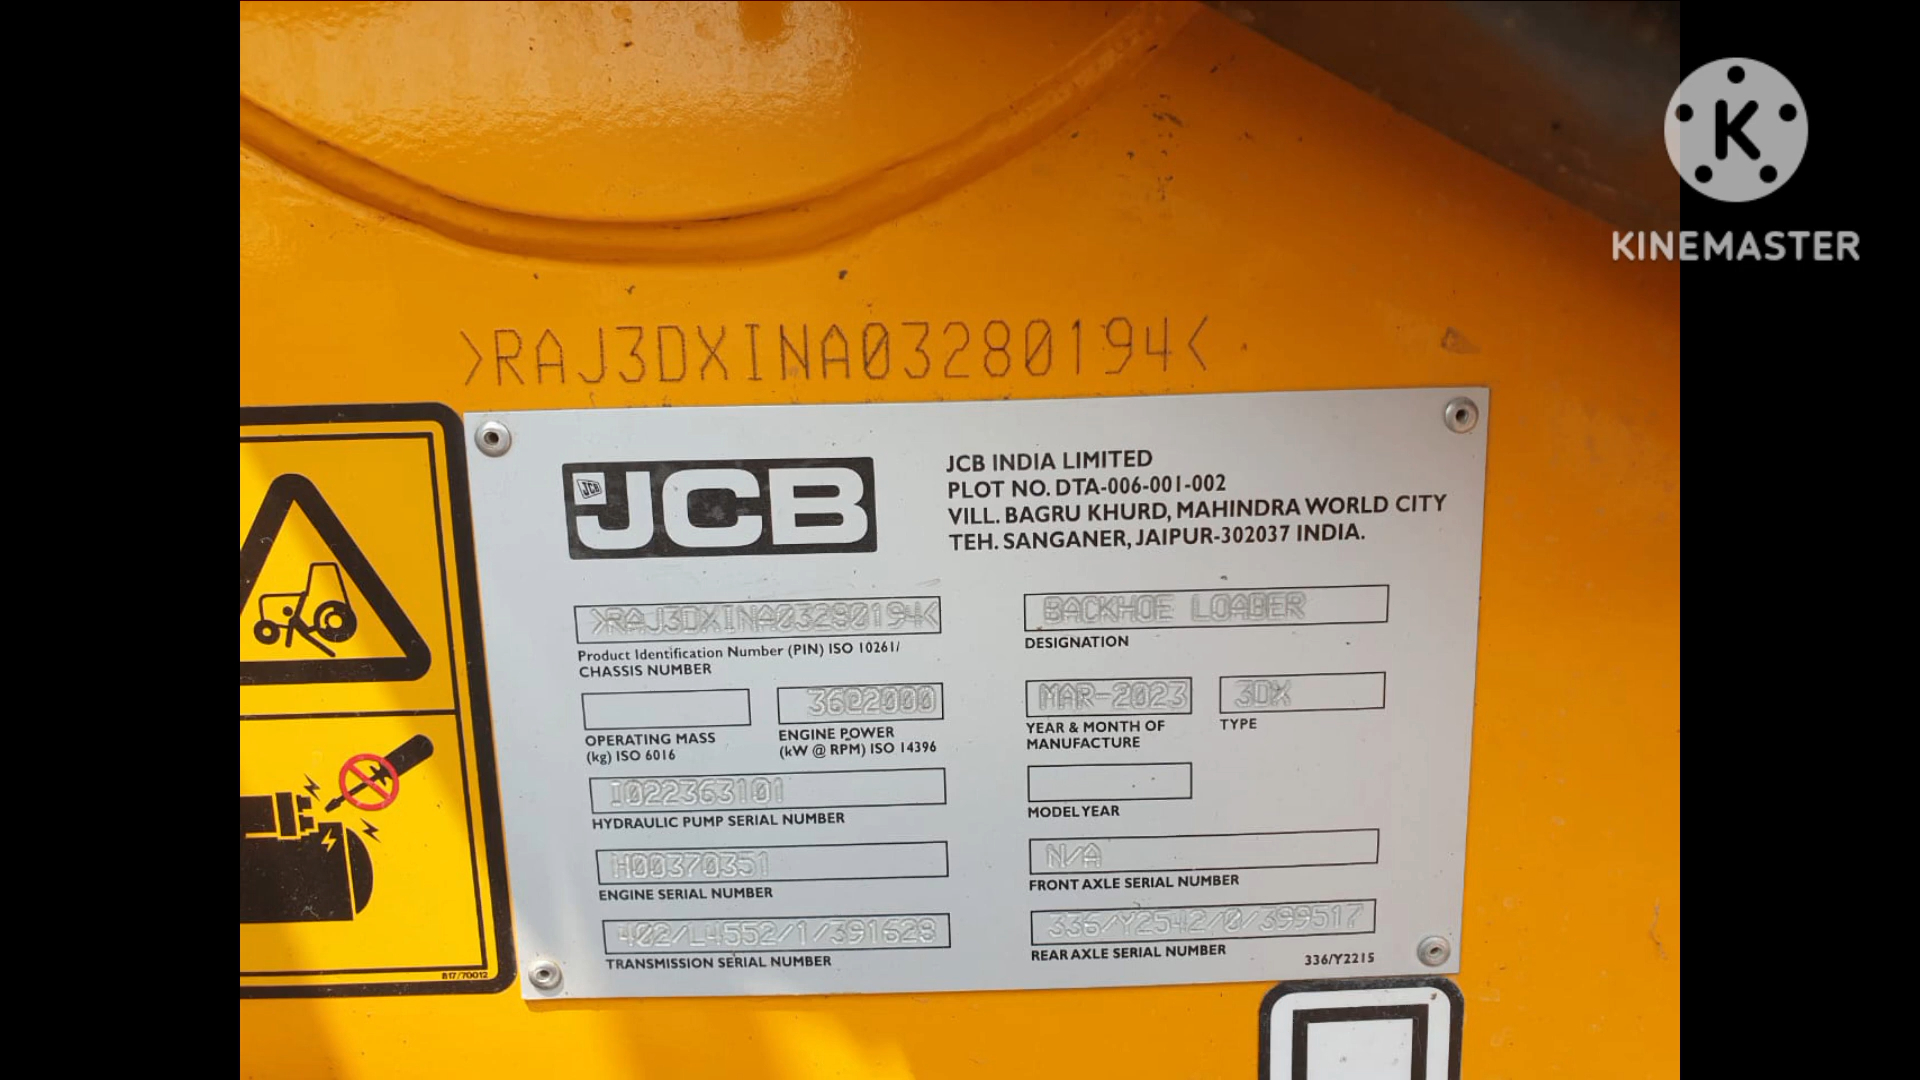 KINEMASTER
>RAJ3DXINA03280194<
JCB
JCB INDIA LIMITED
PLOT NO. DTA-006-001-002
VILL. BAGRU KHURD, MAHINDRA WORLD CITY
TEH. SANGANER, JAIPUR-302037 INDIA.
>RAJ3DXINA03280194<
Product Identification Number (PIN) ISO 10261/
CHASSIS NUMBER
BACKHOE LOADER
DESIGNATION
OPERATING MASS
(kg) ISO 6016
36@2000
ENGINE POWER
(kW @ RPM) ISO 14396
MAR-2023
YEAR & MONTH OF
MANUFACTURE
3DX
TYPE
I022363101
HYDRAULIC PUMP SERIAL NUMBER
MODEL YEAR
H00370351
ENGINE SERIAL NUMBER
N/A
FRONT AXLE SERIAL NUMBER
402/L4552/1/391628
TRANSMISSION SERIAL NUMBER
336/Y2542/0/399517
REAR AXLE SERIAL NUMBER
336/Y2215
817/70012